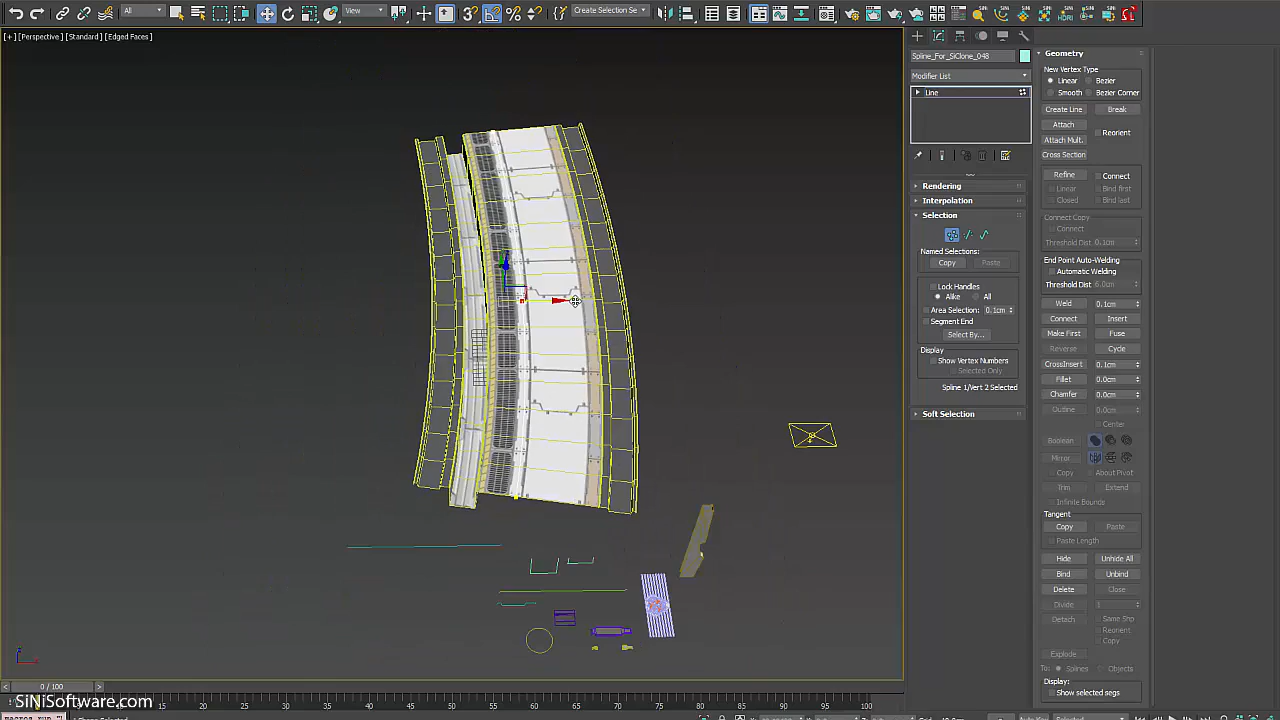 All
View
Create Selection Se
[+] [Perspective] [Standard] [Edged Faces]
Spline_For_SiClone_048
Modifier List
Line
Rendering
Interpolation
Selection
Named Selections:
Copy Paste
Lock Handles
Alike All
Area Selection: 0.1cm
Segment End
Select By...
Display
Show Vertex Numbers
Selected Only
Spline 1/Vert 2 Selected
Soft Selection
Geometry
New Vertex Type
Linear Bezier
Smooth Bezier Corner
Create Line Break
Attach
Reorient
Attach Mult.
Cross Section
Refine Connect
Linear Bind first
Closed Bind last
Connect Copy
Connect
Threshold Dist 0.1cm
End Point Auto-Welding
Automatic Welding
Threshold Dist 6.0cm
Weld 0.1cm
Connect Insert
Make First Fuse
Reverse Cycle
CrossInsert 0.1cm
Fillet 0.0cm
Chamfer 0.0cm
Outline 0.0cm
Center
Boolean
Mirror
Copy About Pivot
Trim Extend
Infinite Bounds
Tangent
Copy Paste
Paste Length
Hide Unhide All
Bind Unbind
Delete Close
Divide 1
Detach Same Shp
Reorient
Copy
Explode
To: Splines Objects
Display:
Show selected segs
0 / 100
SiNiSoftware.com
10 15 20 25 30 35 40 45 50 55 60 65 70 75 80 85 90 95 100